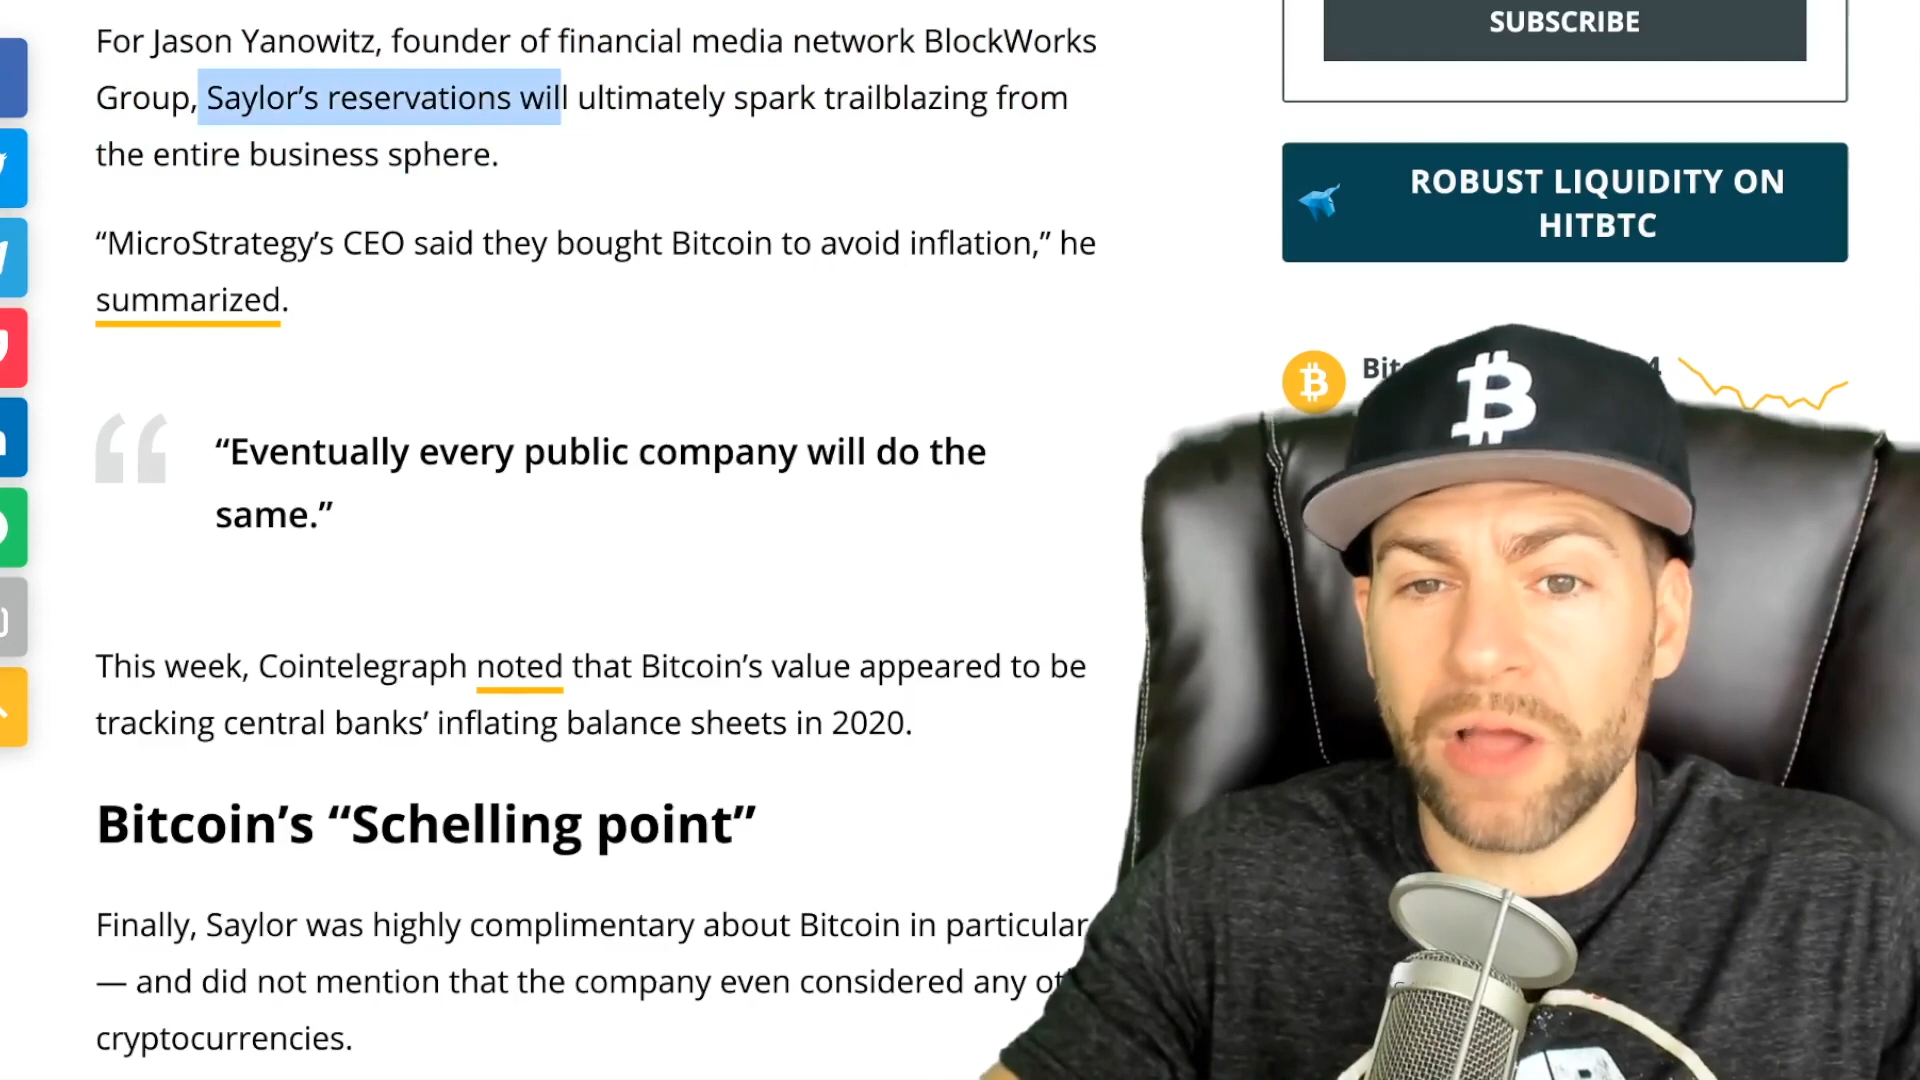 For Jason Yanowitz, founder of financial media network BlockWorks
Group, Saylor’s reservations will ultimately spark trailblazing from
the entire business sphere.
“MicroStrategy’s CEO said they bought Bitcoin to avoid inflation,” he
summarized.
“Eventually every public company will do the
same.”
This week, Cointelegraph noted that Bitcoin’s value appeared to be
tracking central banks’ inflating balance sheets in 2020.
Bitcoin’s “Schelling point”
Finally, Saylor was highly complimentary about Bitcoin in particular
— and did not mention that the company even considered any
cryptocurrencies.
SUBSCRIBE
ROBUST LIQUIDITY ON
HITBTC